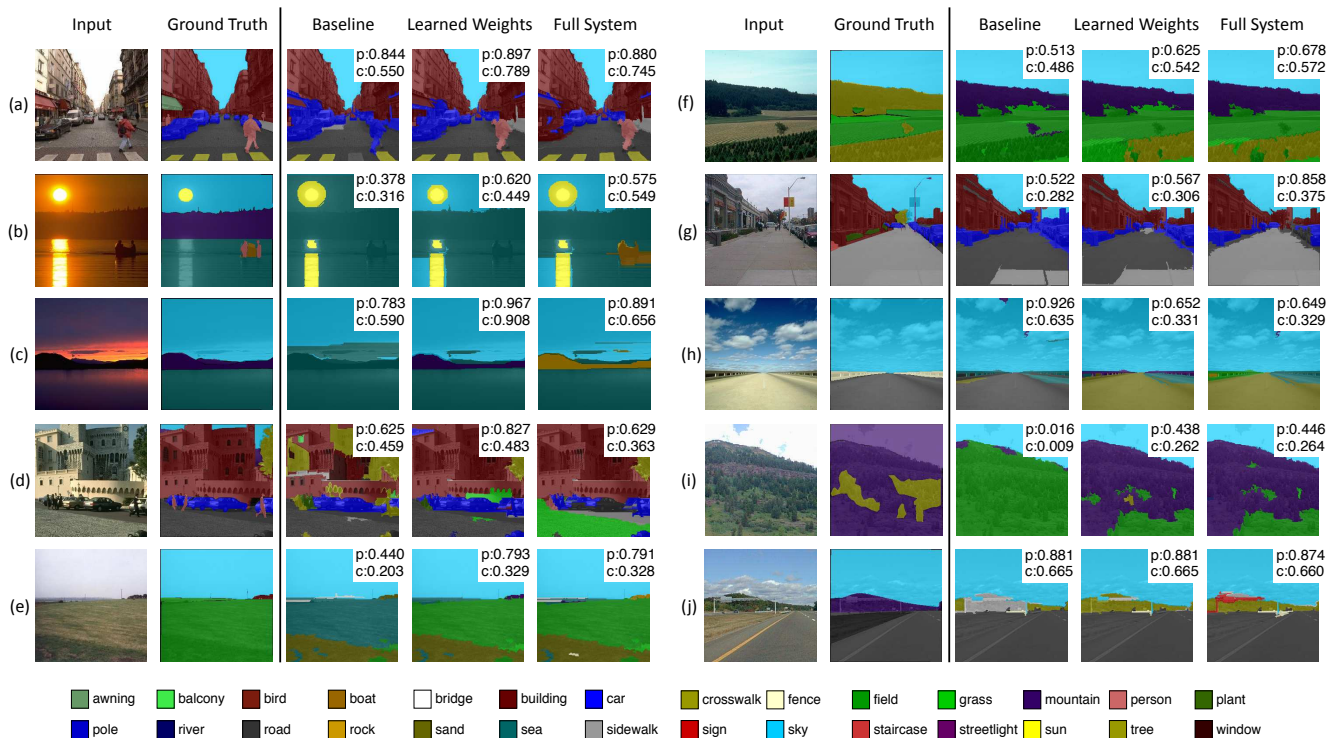 Input Ground Truth Baseline Learned Weights Full System
(a) p:0.844 c:0.550 p:0.897 c:0.789 p:0.880 c:0.745
(b) p:0.378 c:0.316 p:0.620 c:0.449 p:0.575 c:0.549
(c) p:0.783 c:0.590 p:0.967 c:0.908 p:0.891 c:0.656
(d) p:0.625 c:0.459 p:0.827 c:0.483 p:0.629 c:0.363
(e) p:0.440 c:0.203 p:0.793 c:0.329 p:0.791 c:0.328
Input Ground Truth Baseline Learned Weights Full System
(f) p:0.513 c:0.486 p:0.625 c:0.542 p:0.678 c:0.572
(g) p:0.522 c:0.282 p:0.567 c:0.306 p:0.858 c:0.375
(h) p:0.926 c:0.635 p:0.652 c:0.331 p:0.649 c:0.329
(i) p:0.016 c:0.009 p:0.438 c:0.262 p:0.446 c:0.264
(j) p:0.881 c:0.665 p:0.881 c:0.665 p:0.874 c:0.660
awning balcony bird boat bridge building car crosswalk fence field grass mountain person plant
pole river road rock sand sea sidewalk sign sky staircase streetlight sun tree window